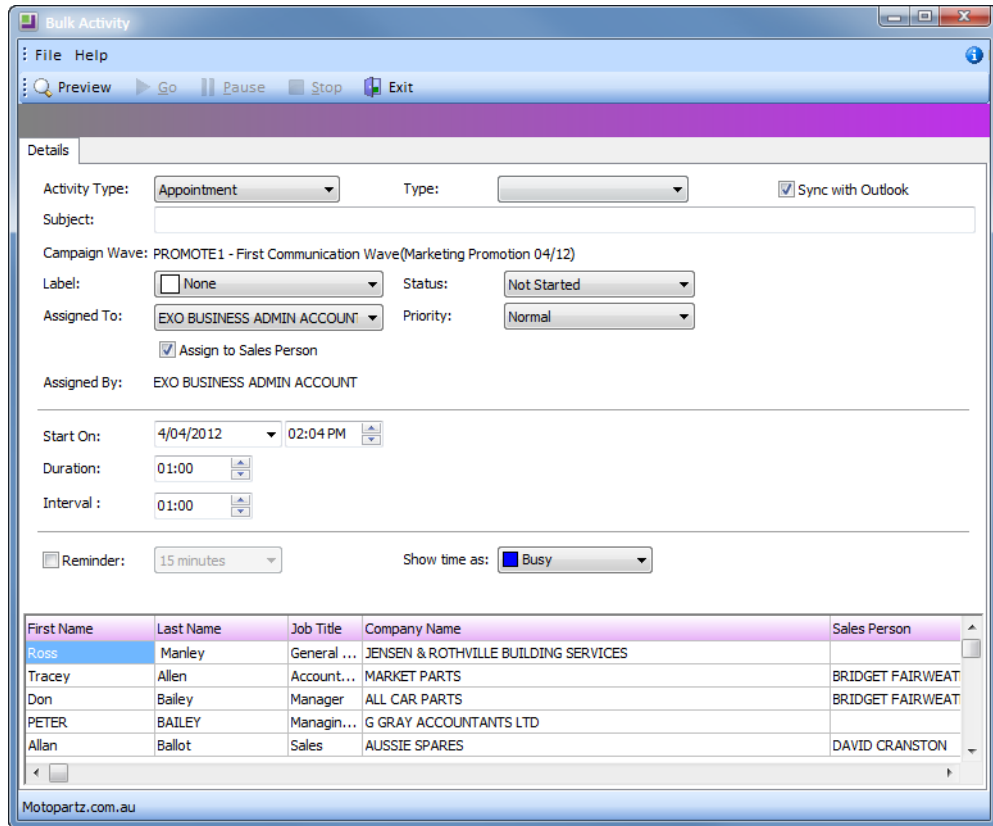 Bulk Activity
File Help
Preview Go Pause Stop Exit
Details
Activity Type: Appointment Type: Sync with Outlook
Subject:
Campaign Wave: PROMOTE1 - First Communication Wave(Marketing Promotion 04/12)
Label: None Status: Not Started
Assigned To: EXO BUSINESS ADMIN ACCOUNT Priority: Normal
Assign to Sales Person
Assigned By: EXO BUSINESS ADMIN ACCOUNT
Start On: 4/04/2012 02:04 PM
Duration: 01:00
Interval : 01:00
Reminder: 15 minutes Show time as: Busy
First Name Last Name Job Title Company Name Sales Person
Ross Manley General ... JENSEN & ROTHVILLE BUILDING SERVICES
Tracey Allen Account... MARKET PARTS BRIDGET FAIRWEAT
Don Bailey Manager ALL CAR PARTS BRIDGET FAIRWEAT
PETER BAILEY Managin... G GRAY ACCOUNTANTS LTD
Allan Ballot Sales AUSSIE SPARES DAVID CRANSTON
Motopartz.com.au